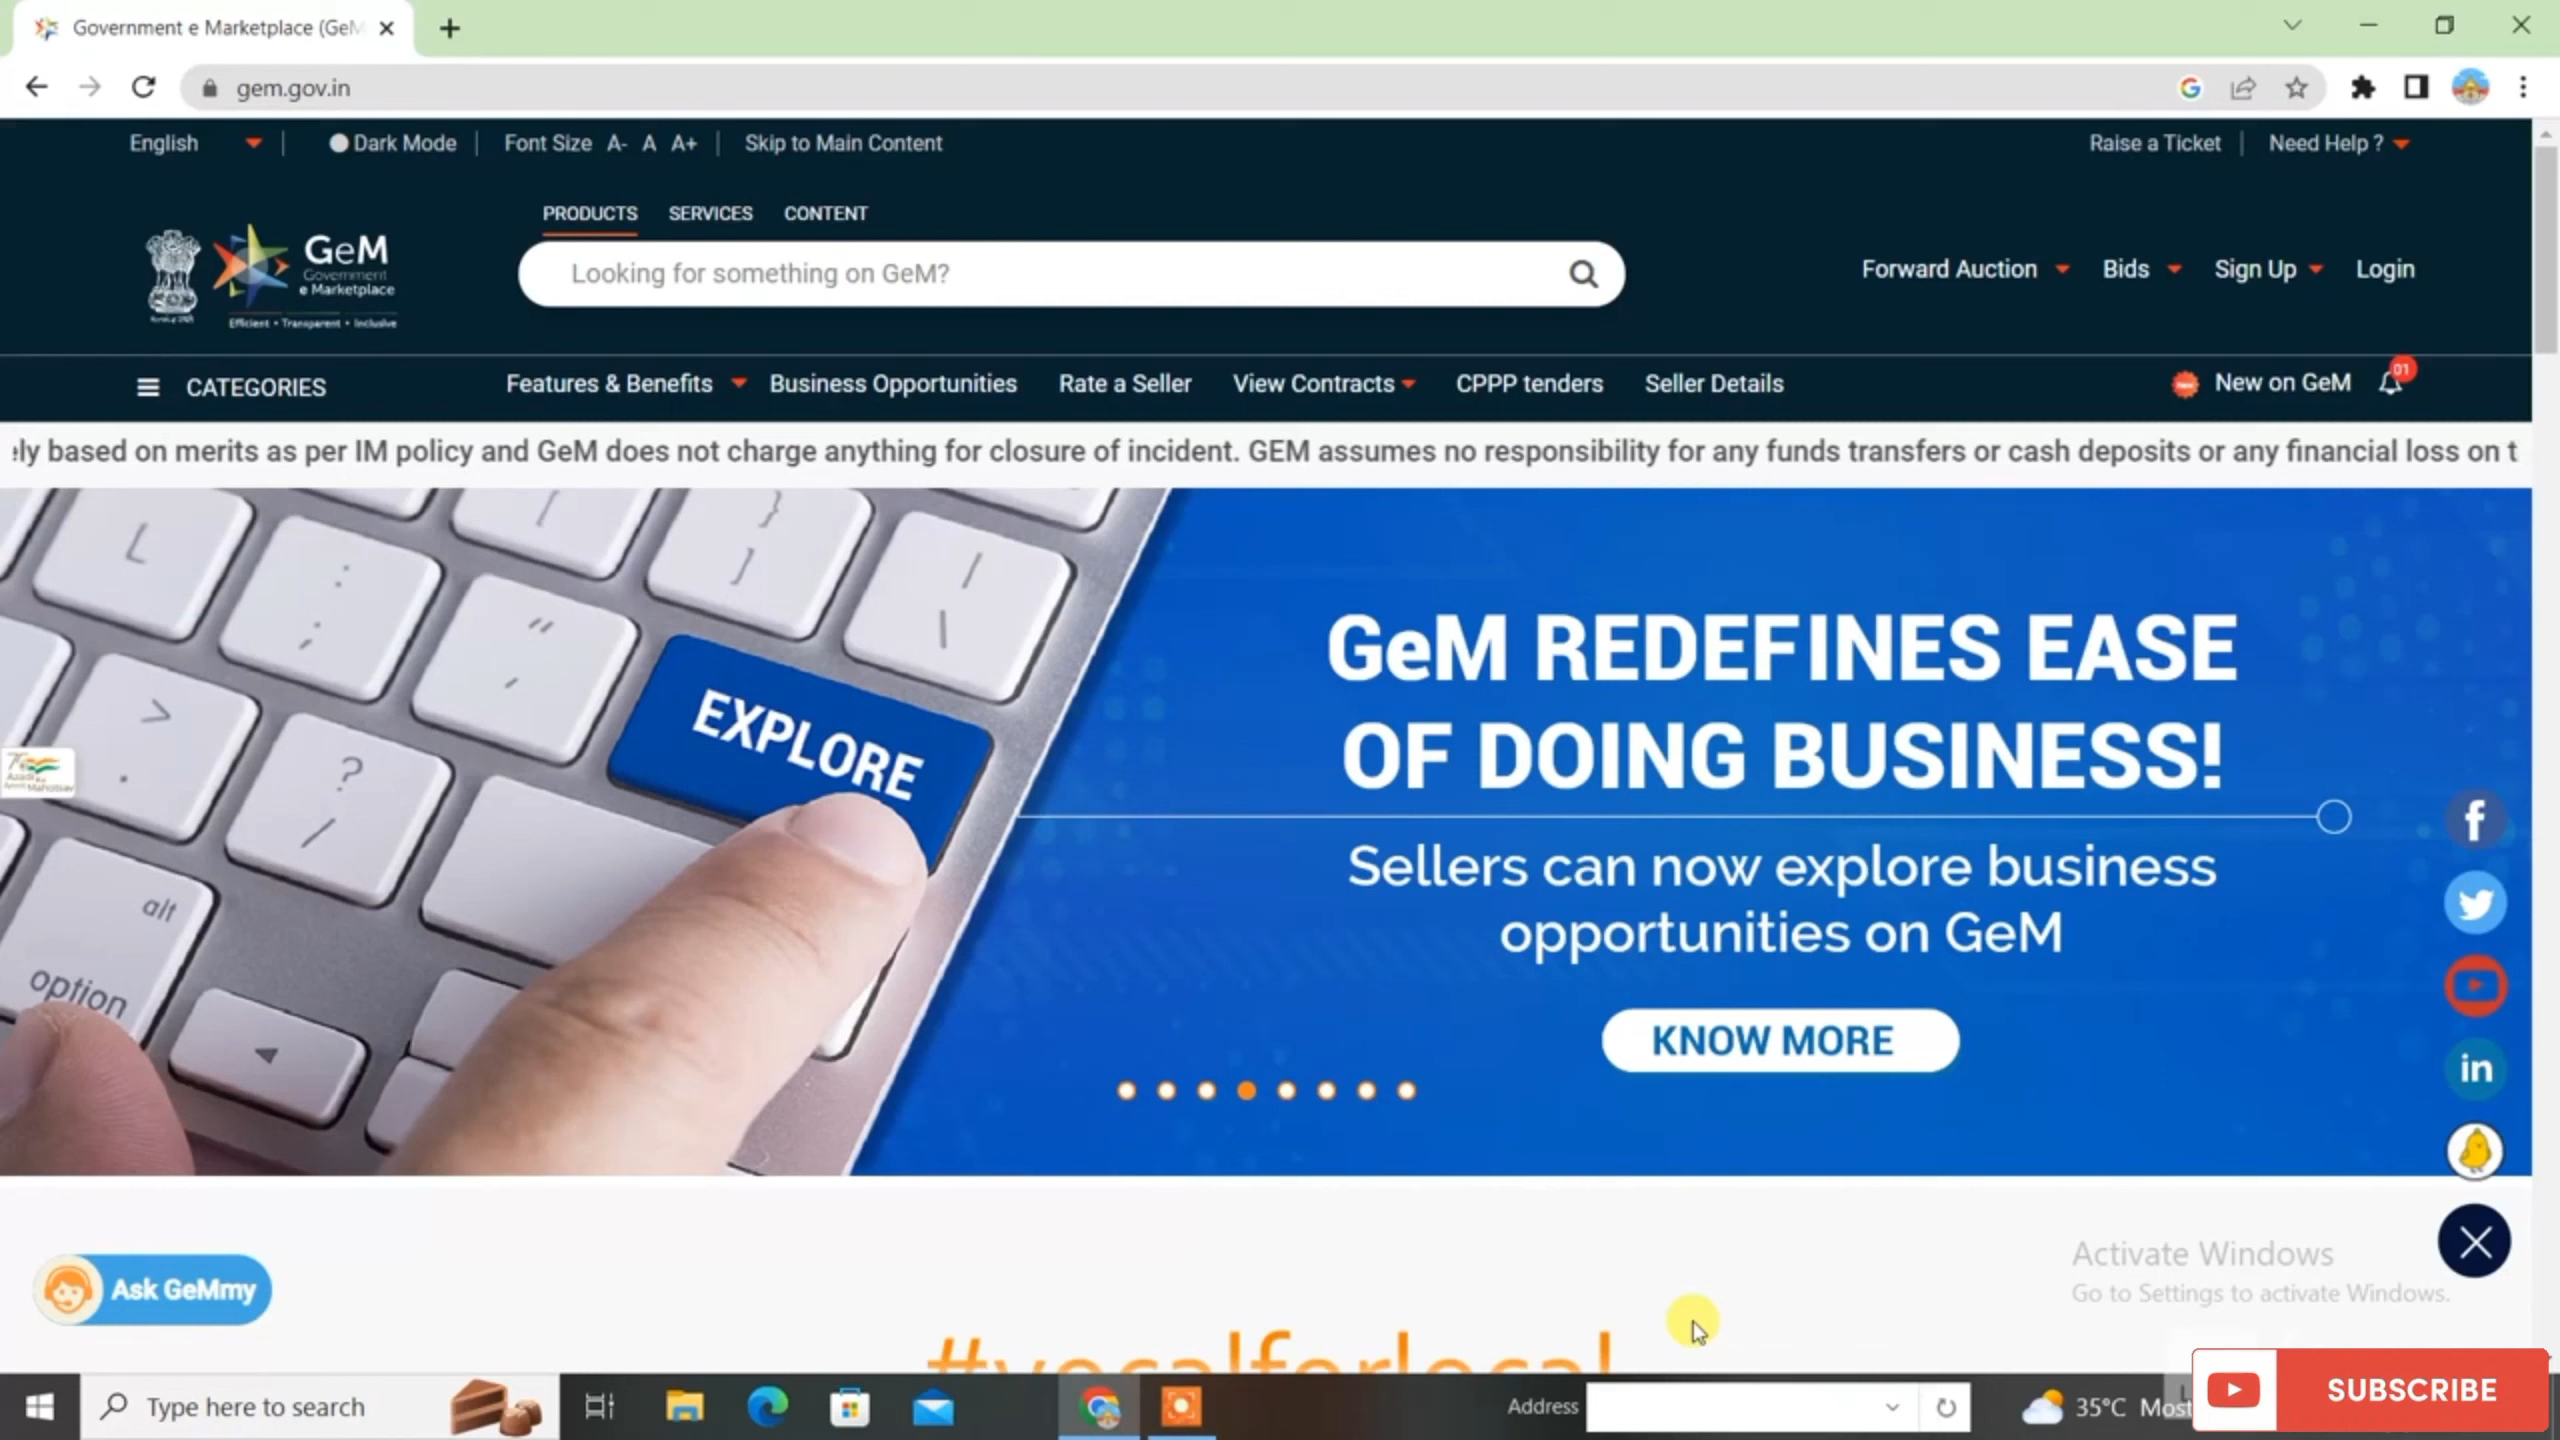 Government e Marketplace (GeM
gem.gov.in
English
Dark Mode
Font Size A- A A+
Skip to Main Content
Raise a Ticket
Need Help ?
PRODUCTS SERVICES CONTENT
GeM
Government
e Marketplace
Efficient • Transparent • Inclusive
Looking for something on GeM?
Forward Auction Bids Sign Up Login
CATEGORIES
Features & Benefits Business Opportunities Rate a Seller View Contracts CPPP tenders Seller Details
New on GeM 01
ly based on merits as per IM policy and GeM does not charge anything for closure of incident. GEM assumes no responsibility for any funds transfers or cash deposits or any financial loss on t
EXPLORE
alt
option
GeM REDEFINES EASE
OF DOING BUSINESS!
Sellers can now explore business
opportunities on GeM
KNOW MORE
Ask GeMmy
#vocalforlocal
Activate Windows
Go to Settings to activate Windows.
Type here to search
Address
35°C Most
SUBSCRIBE